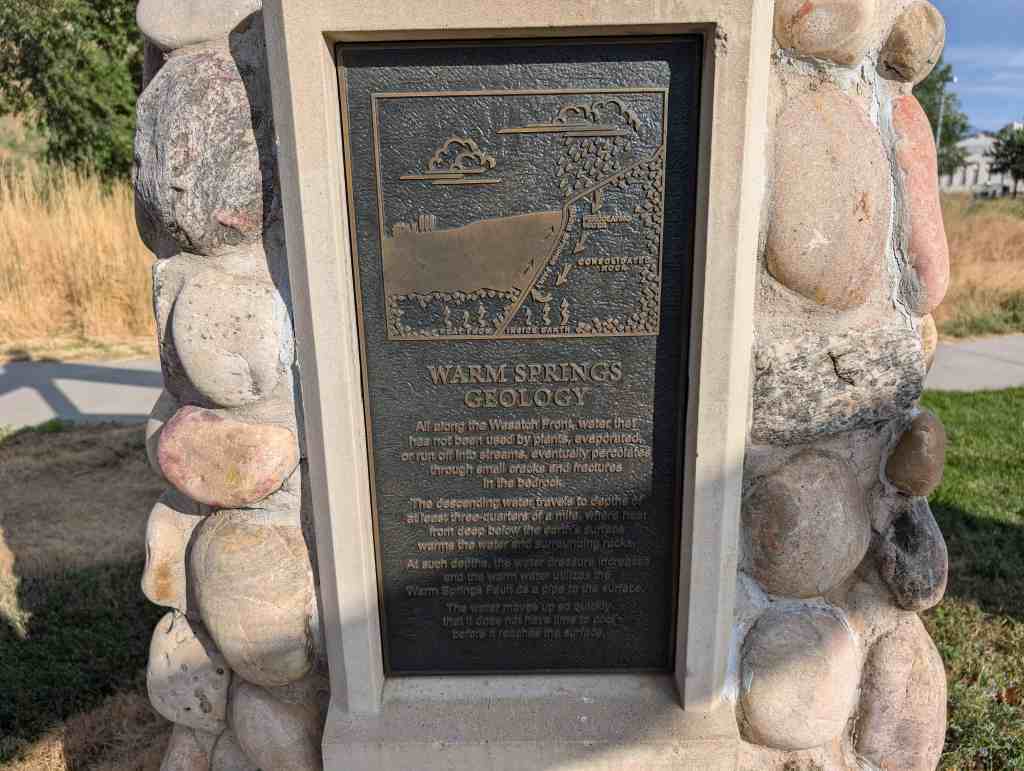 PERCOLATING
WATER
CONSOLIDATED
ROCK
HEAT FROM INSIDE EARTH
WARM SPRINGS
GEOLOGY
All along the Wasatch Front, water that
has not been used by plants, evaporated,
or run off into streams, eventually percolates
through small cracks and fractures
in the bedrock.
The descending water travels to depths of
at least three-quarters of a mile, where heat
from deep below the earth's surface
warms the water and surrounding rocks.
At such depths, the water pressure increases
and the warm water utilizes the
Warm Springs Fault as a pipe to the surface.
The water moves up so quickly
that it does not have time to cool
before it reaches the surface.